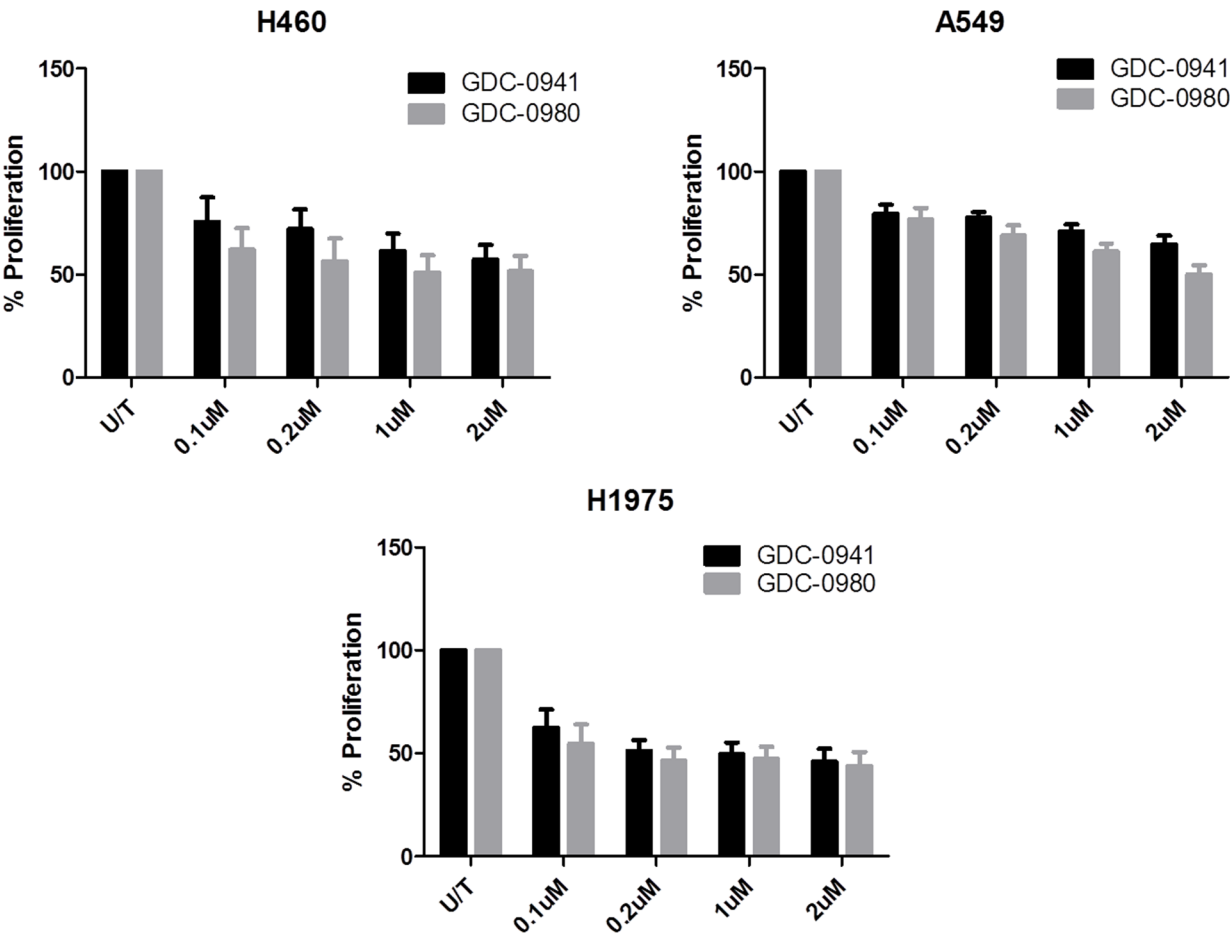 H460
GDC-0941
GDC-0980
% Proliferation
150
100
50
0
U/T
0.1uM
0.2uM
1uM
2uM
A549
GDC-0941
GDC-0980
% Proliferation
150
100
50
0
U/T
0.1uM
0.2uM
1uM
2uM
H1975
GDC-0941
GDC-0980
% Proliferation
150
100
50
0
U/T
0.1uM
0.2uM
1uM
2uM